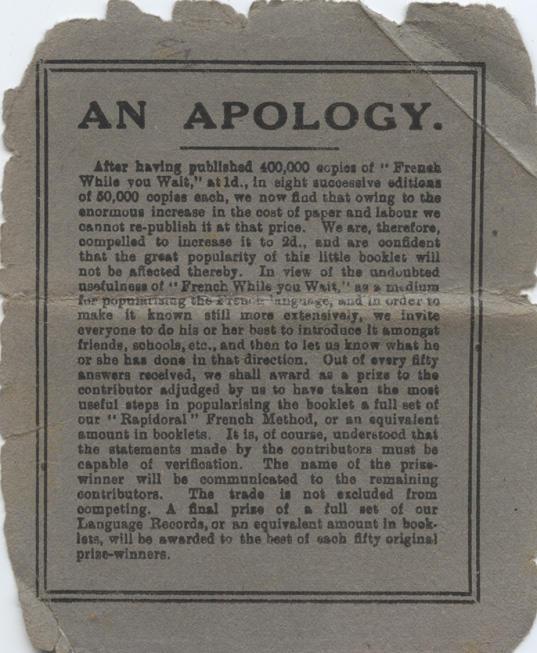 AN APOLOGY.
After having published 400,000 copies of "French
While you Wait," at 1d., in eight successive editions
of 50,000 copies each, we now find that owing to the
enormous increase in the cost of paper and labour we
cannot re-publish it at that price. We are, therefore,
compelled to increase it to 2d., and are confident
that the great popularity of this little booklet will
not be affected thereby. In view of the undoubted
usefulness of "French While you Wait," as a medium
for popularising the French language, and in order to
make it known still more extensively, we invite
everyone to do his or her best to introduce it amongst
friends, schools, etc., and then to let us know what he
or she has done in that direction. Out of every fifty
answers received, we shall award as a prize to the
contributor adjudged by us to have taken the most
useful steps in popularising the booklet a full set of
our "Rapidoral" French Method, or an equivalent
amount in booklets. It is, of course, understood that
the statements made by the contributors must be
capable of verification. The name of the prize-
winner will be communicated to the remaining
contributors. The trade is not excluded from
competing. A final prize of a full set of our
Language Records, or an equivalent amount in book-
lets, will be awarded to the best of each fifty original
prize-winners.